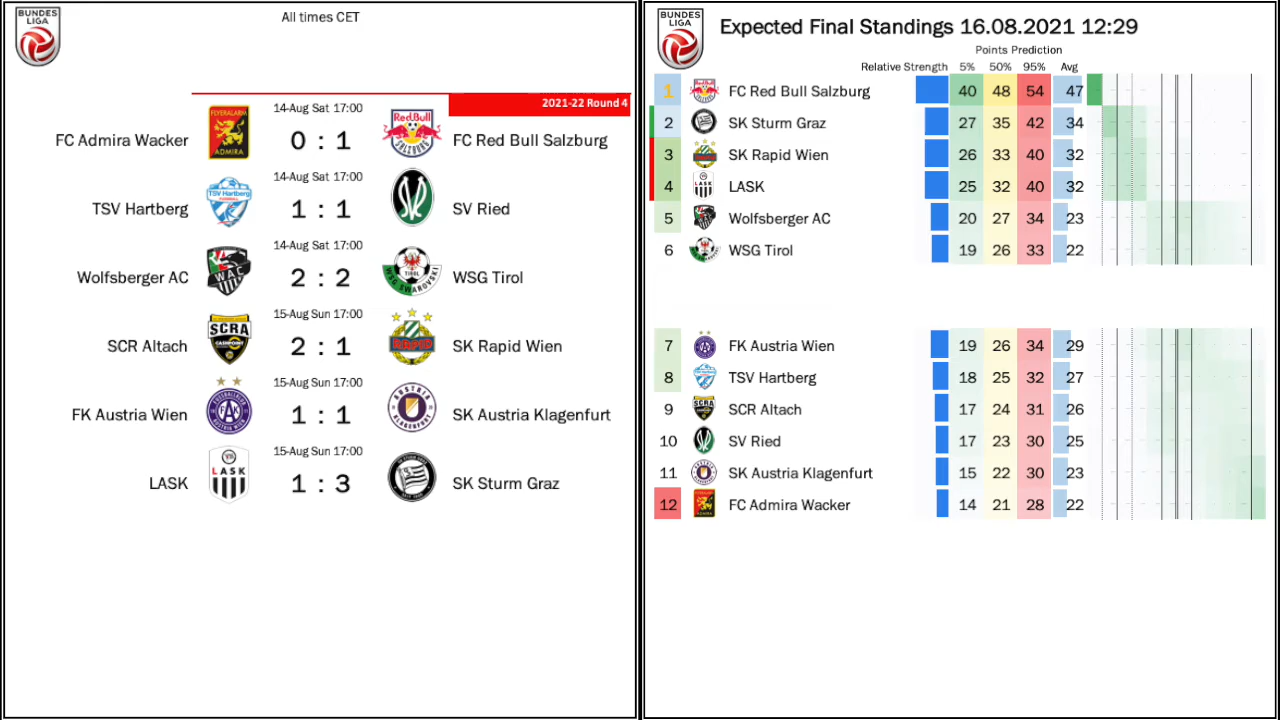 BUNDES
LIGA
All times CET
2021-22 Round 4
14-Aug Sat 17:00
FC Admira Wacker 0 : 1 FC Red Bull Salzburg
14-Aug Sat 17:00
TSV Hartberg 1 : 1 SV Ried
14-Aug Sat 17:00
Wolfsberger AC 2 : 2 WSG Tirol
15-Aug Sun 17:00
SCR Altach 2 : 1 SK Rapid Wien
15-Aug Sun 17:00
FK Austria Wien 1 : 1 SK Austria Klagenfurt
15-Aug Sun 17:00
LASK 1 : 3 SK Sturm Graz
BUNDES
LIGA
Expected Final Standings 16.08.2021 12:29
Points Prediction
Relative Strength 5% 50% 95% Avg
1 FC Red Bull Salzburg 40 48 54 47
2 SK Sturm Graz 27 35 42 34
3 SK Rapid Wien 26 33 40 32
4 LASK 25 32 40 32
5 Wolfsberger AC 20 27 34 23
6 WSG Tirol 19 26 33 22
7 FK Austria Wien 19 26 34 29
8 TSV Hartberg 18 25 32 27
9 SCR Altach 17 24 31 26
10 SV Ried 17 23 30 25
11 SK Austria Klagenfurt 15 22 30 23
12 FC Admira Wacker 14 21 28 22